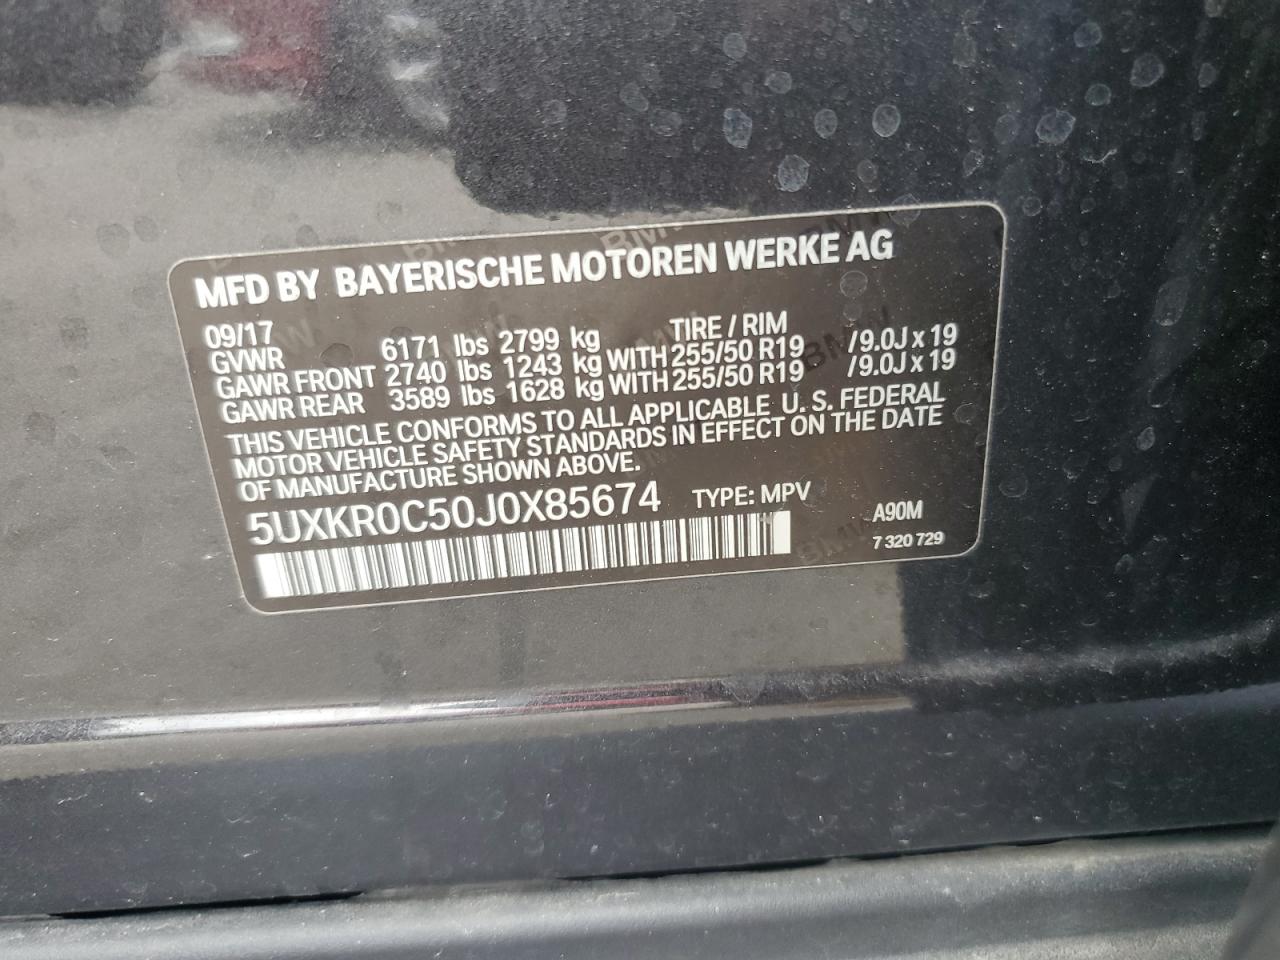 MFD BY BAYERISCHE MOTOREN WERKE AG
09/17 TIRE / RIM
GVWR 6171 lbs 2799 kg
GAWR FRONT 2740 lbs 1243 kg WITH 255/50 R19 /9.0J x 19
GAWR REAR 3589 lbs 1628 kg WITH 255/50 R19 /9.0J x 19
THIS VEHICLE CONFORMS TO ALL APPLICABLE U. S. FEDERAL
MOTOR VEHICLE SAFETY STANDARDS IN EFFECT ON THE DATE
OF MANUFACTURE SHOWN ABOVE.
5UXKR0C50J0X85674 TYPE: MPV
A90M
7 320 729